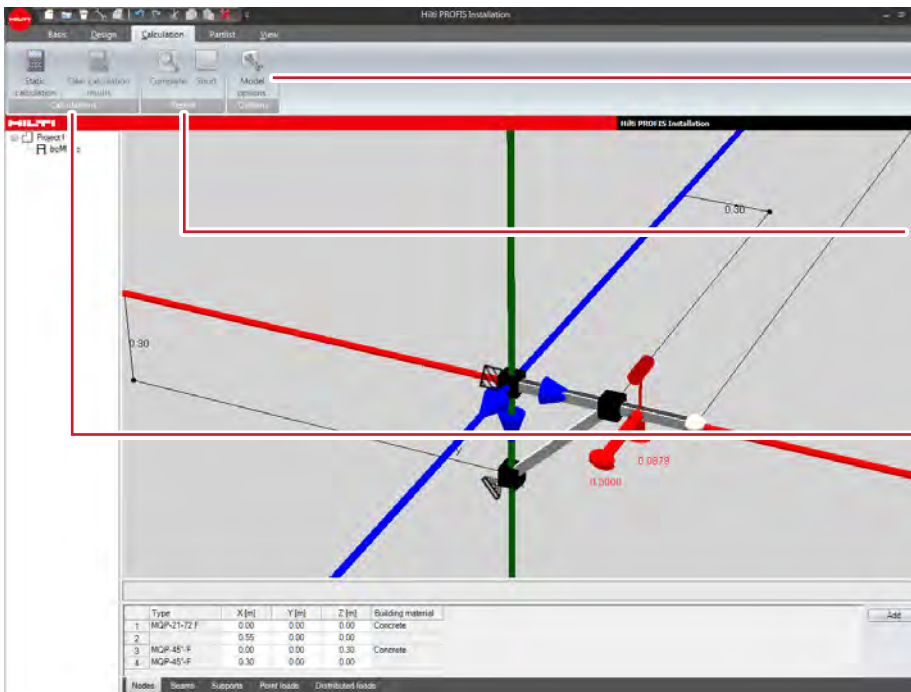 HILTI
Hilti PROFIS Installation
Basic Design Calculation Partlist View
Static calculation
Clear calculation results
Complete Short
Model options
Calculations Report Options
HILTI
Hilti PROFIS Installation
Project1
0.30
0.30
y
0.0879
0.5000
Type X [m] Y [m] Z [m] Building material
Add
1 MQP-21-72 F 0.00 0.00 0.00 Concrete
2 0.55 0.00 0.00
3 MQP-45°-F 0.00 0.00 0.30 Concrete
4 MQP-45°-F 0.30 0.00 0.00
Nodes Beams Supports Point loads Distributed loads